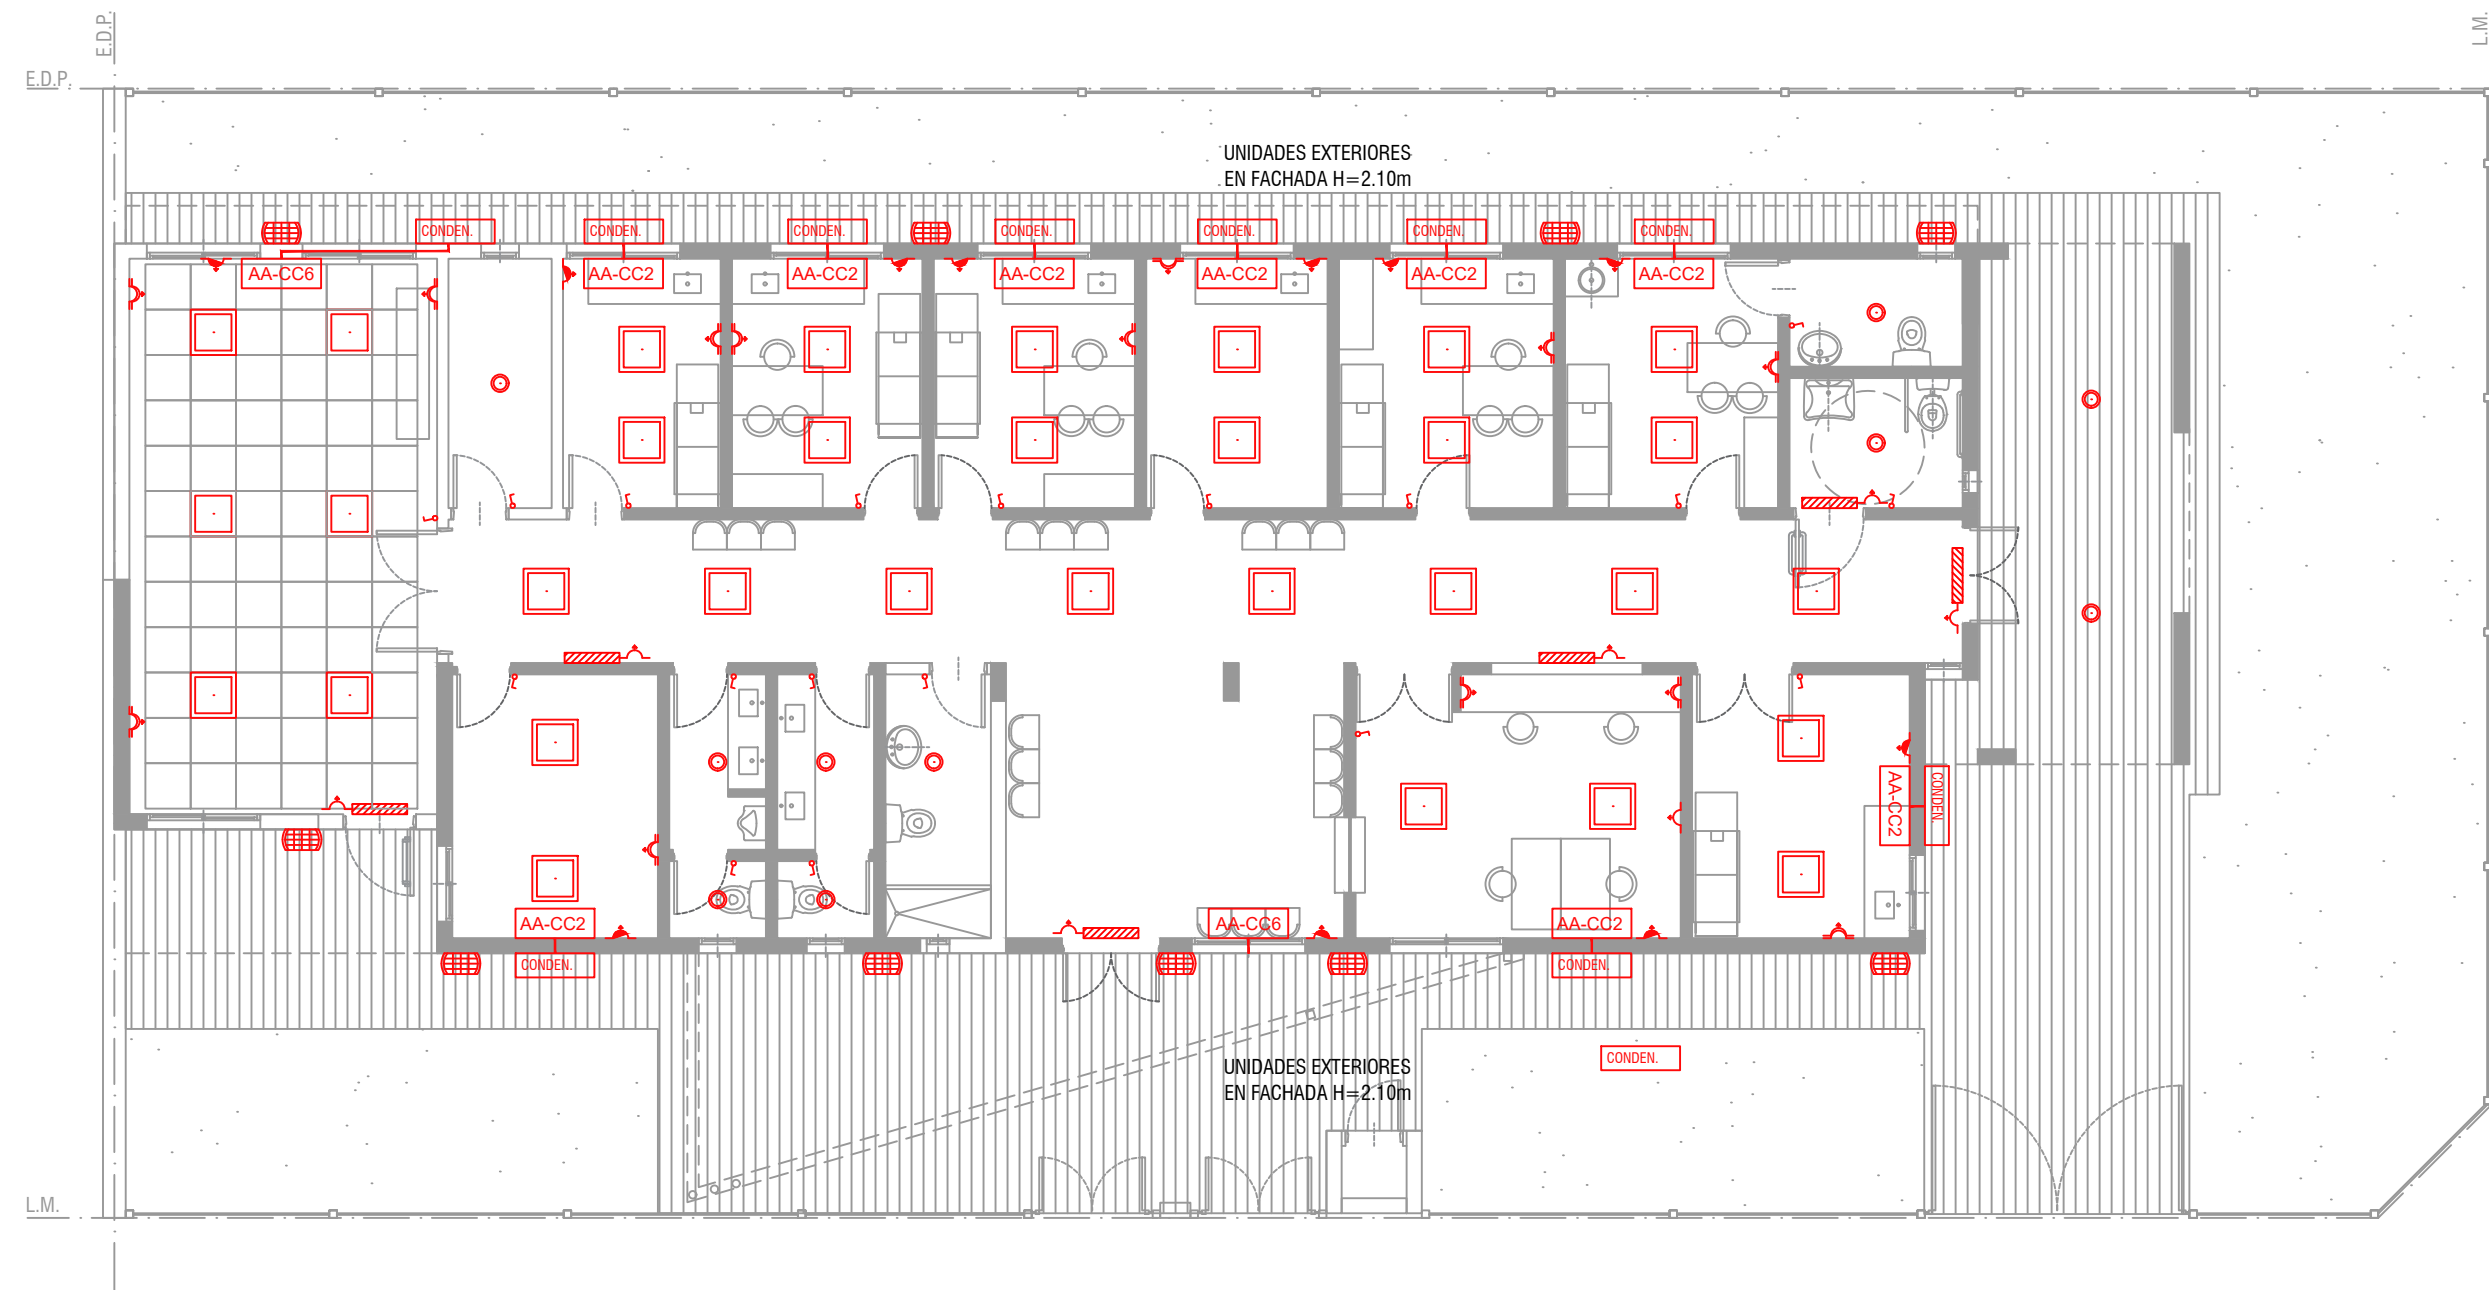 E.D.P.
L.M.
E.D.P.
UNIDADES EXTERIORES
EN FACHADA H=2.10m
CONDEN.
CONDEN.
CONDEN.
CONDEN.
CONDEN.
CONDEN.
CONDEN.
AA-CC6
AA-CC2
AA-CC2
AA-CC2
AA-CC2
AA-CC2
AA-CC2
AA-CC2
CONDEN.
AA-CC2
AA-CC6
AA-CC2
CONDEN.
CONDEN.
CONDEN.
UNIDADES EXTERIORES
EN FACHADA H=2.10m
L.M.